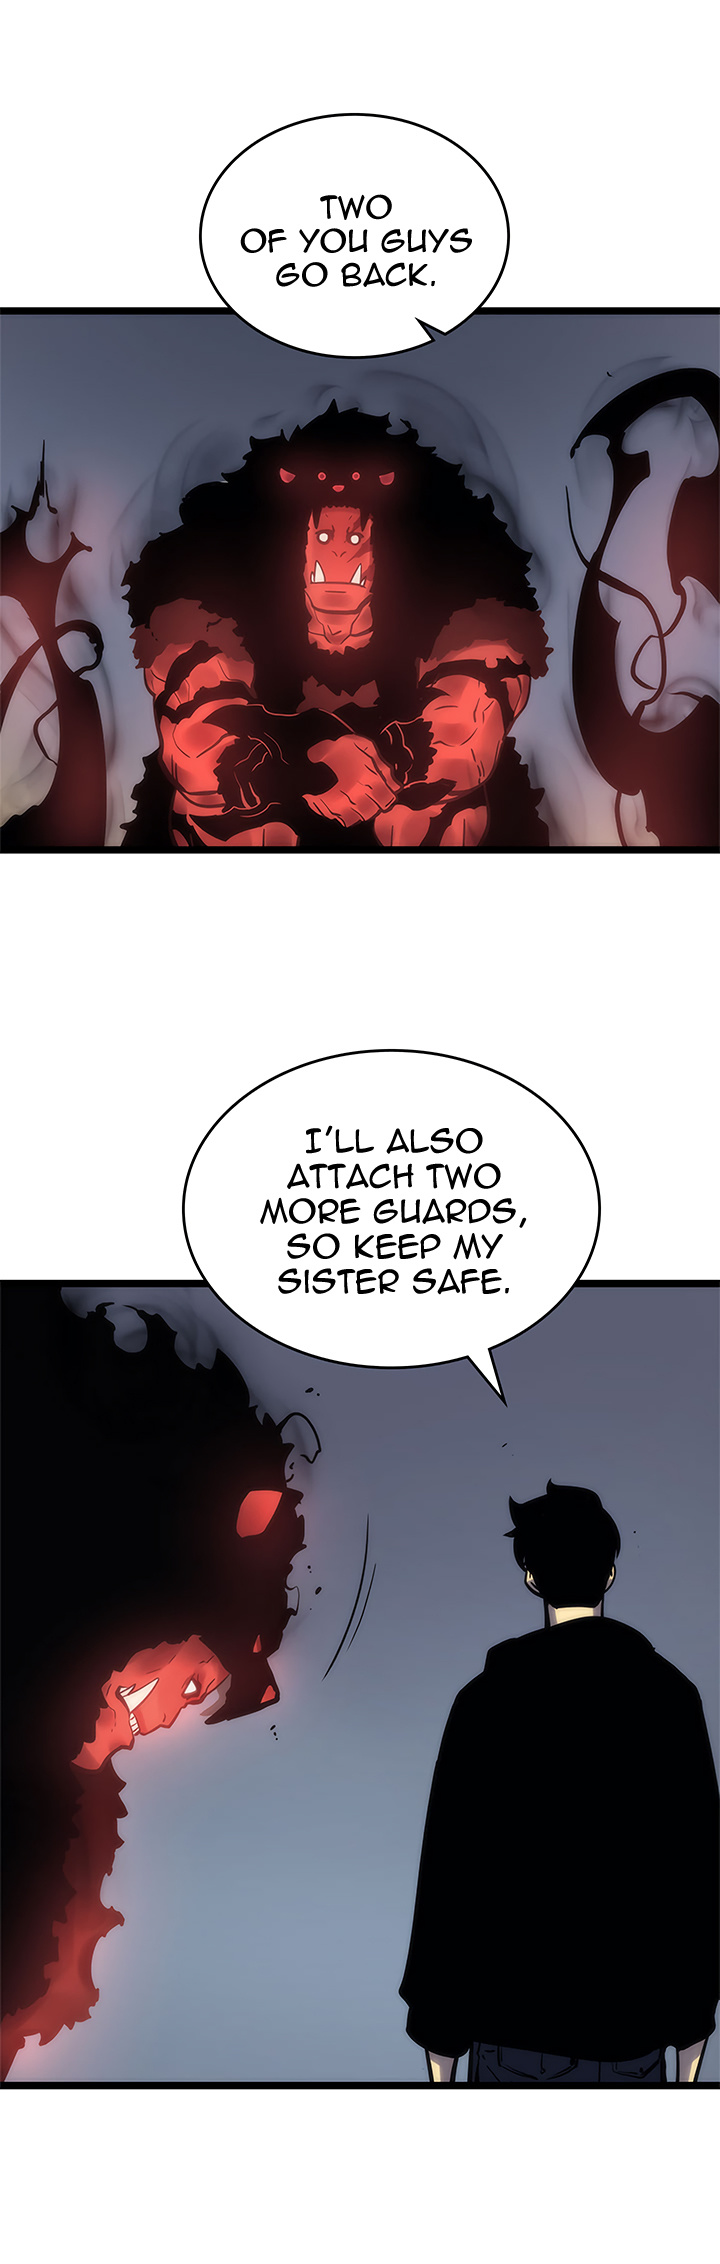 TWO
OF YOU GUYS
GO BACK.
I'LL ALSO
ATTACH TWO
MORE GUARDS,
SO KEEP MY
SISTER SAFE.